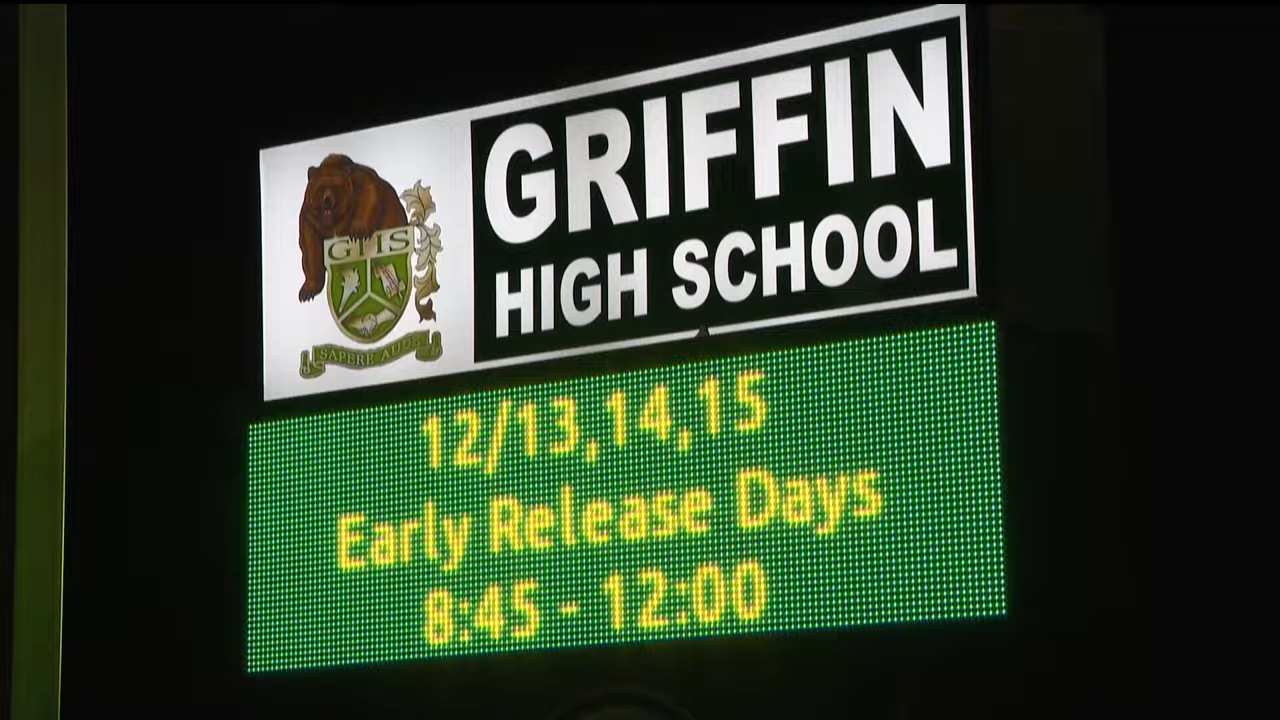 GRIFFIN
HIGH SCHOOL
GHS
SAPERE AUDE
12/13,14,15
Early Release Days
8:45 - 12:00